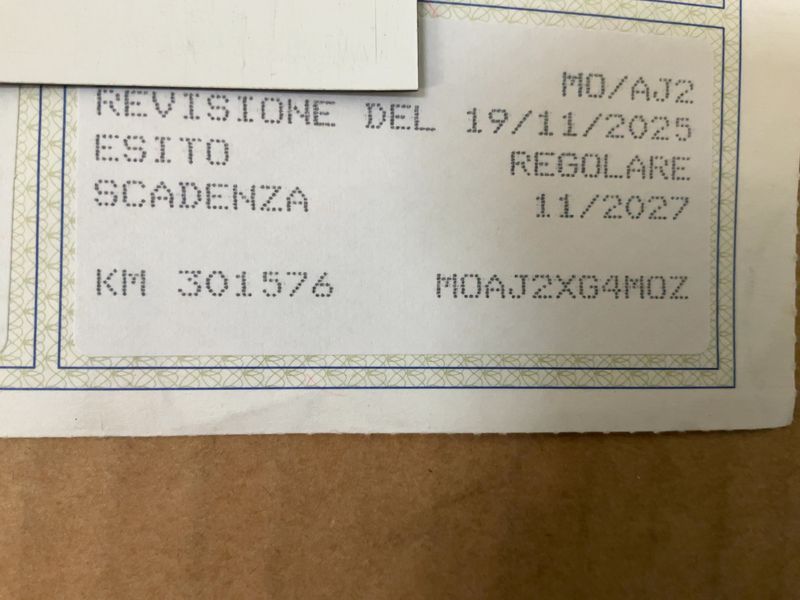 MO/AJ2
REVISIONE DEL 19/11/2025
ESITO REGOLARE
SCADENZA 11/2027
KM 301576 MOAJ2XG4MOZ